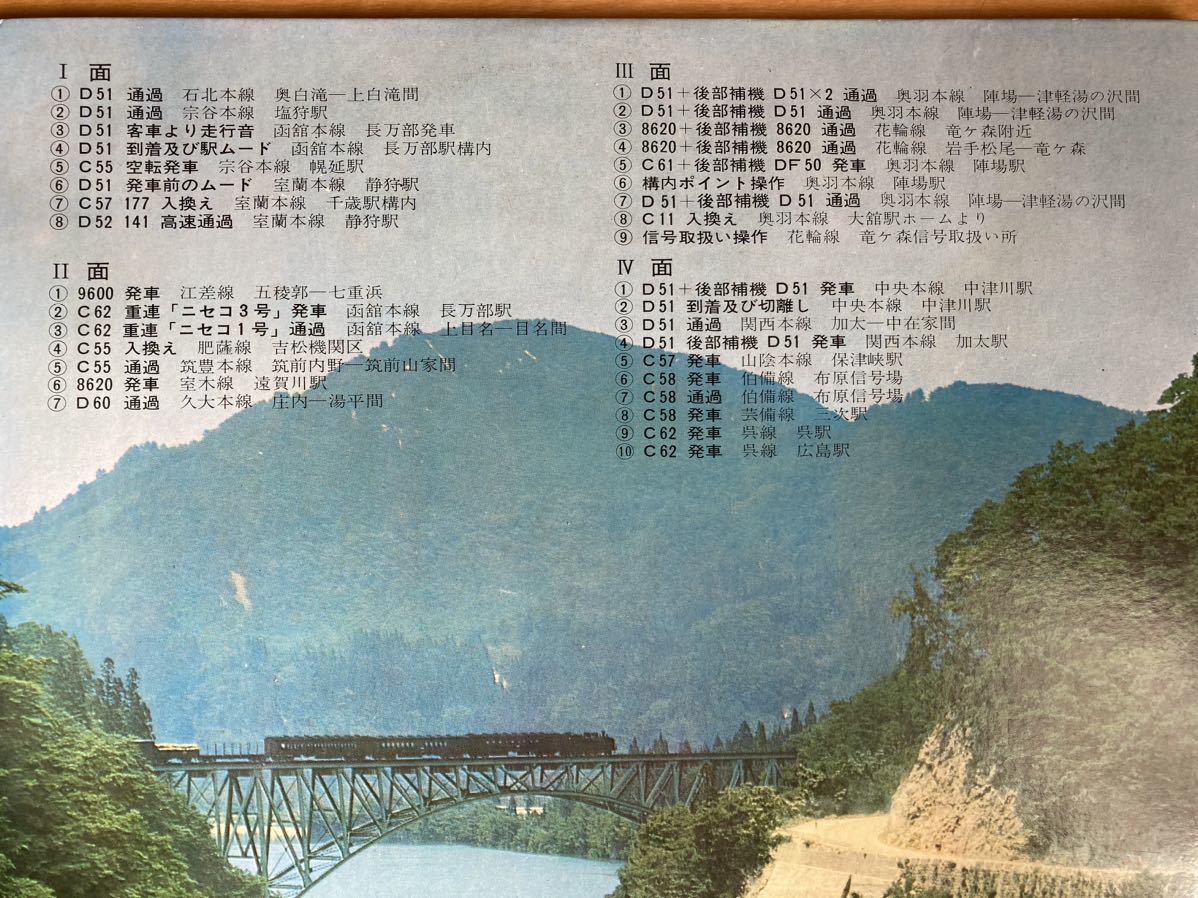 I 面
① D51 通過 石北本線 奥白滝―上白滝間
② D51 通過 宗谷本線 塩狩駅
③ D51 客車より走行音 函舘本線 長万部発車
④ D51 到着及び駅ムード 函舘本線 長万部駅構内
⑤ C55 空転発車 宗谷本線 幌延駅
⑥ D51 発車前のムード 室蘭本線 静狩駅
⑦ C57 177 入換え 室蘭本線 千歳駅構内
⑧ D52 141 高速通過 室蘭本線 静狩駅
II 面
① 9600 発車 江差線 五稜郭―七重浜
② C62 重連「ニセコ3号」発車 函舘本線 長万部駅
③ C62 重連「ニセコ1号」通過 函舘本線 上目名―目名間
④ C55 入換え 肥薩線 吉松機関区
⑤ C55 通過 筑豊本線 筑前内野―筑前山家間
⑥ 8620 発車 室木線 遠賀川駅
⑦ D60 通過 久大本線 庄内―湯平間
III 面
① D51+後部補機 D51×2 通過 奥羽本線 陣場―津軽湯の沢間
② D51+後部補機 D51 通過 奥羽本線 陣場―津軽湯の沢間
③ 8620+後部補機 8620 通過 花輪線 竜ケ森附近
④ 8620+後部補機 8620 通過 花輪線 岩手松尾―竜ケ森
⑤ C61+後部補機 DF50 発車 奥羽本線 陣場駅
⑥ 構内ポイント操作 奥羽本線 陣場駅
⑦ D51+後部補機 D51 通過 奥羽本線 陣場―津軽湯の沢間
⑧ C11 入換え 奥羽本線 大舘駅ホームより
⑨ 信号取扱い操作 花輪線 竜ケ森信号取扱い所
IV 面
① D51+後部補機 D51 発車 中央本線 中津川駅
② D51 到着及び切離し 中央本線 中津川駅
③ D51 通過 関西本線 加太―中在家間
④ D51 後部補機 D51 発車 関西本線 加太駅
⑤ C57 発車 山陰本線 保津峡駅
⑥ C58 発車 伯備線 布原信号場
⑦ C58 通過 伯備線 布原信号場
⑧ C58 発車 芸備線 三次駅
⑨ C62 発車 呉線 呉駅
⑩ C62 発車 呉線 広島駅